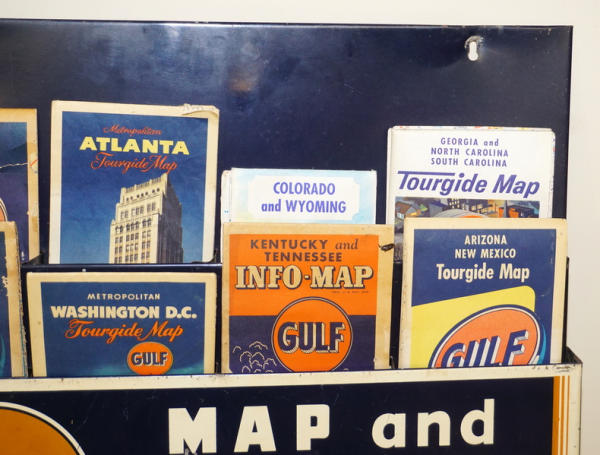 Metropolitan
ATLANTA
Tourgide Map
COLORADO
and WYOMING
GEORGIA and
NORTH CAROLINA
SOUTH CAROLINA
Tourgide Map
METROPOLITAN
WASHINGTON D.C.
Tourgide Map
GULF
KENTUCKY and
TENNESSEE
INFO-MAP
GULF
ARIZONA
NEW MEXICO
Tourgide Map
GULF
MAP and